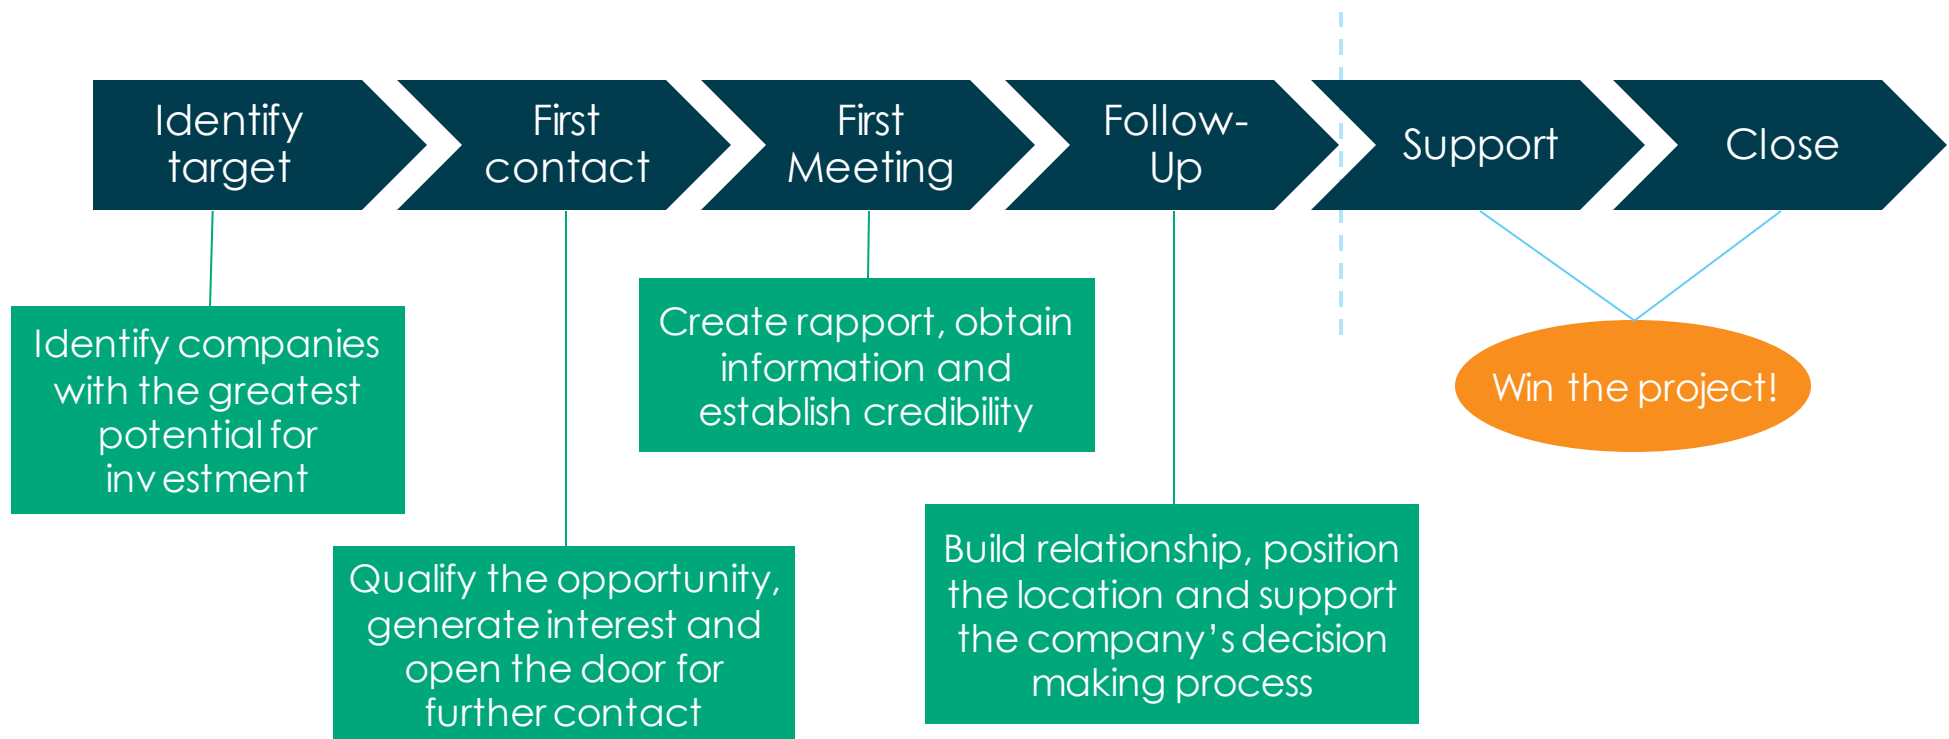 Identify
target
First
contact
First
Meeting
Follow-
Up
Support
Close
Identify companies
with the greatest
potential for
investment
Qualify the opportunity,
generate interest and
open the door for
further contact
Create rapport, obtain
information and
establish credibility
Build relationship, position
the location and support
the company’s decision
making process
Win the project!